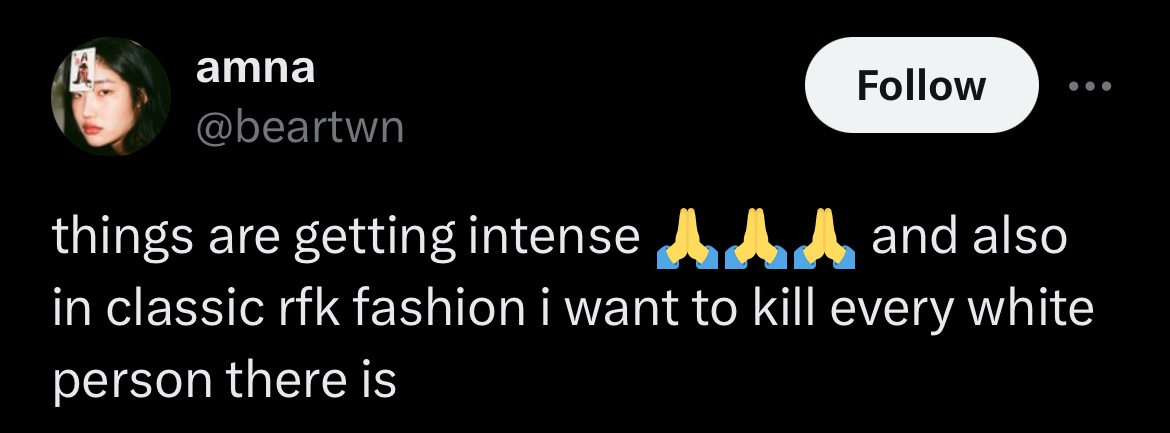 amna
@beartwn
Follow
things are getting intense 🙏🙏🙏 and also
in classic rfk fashion i want to kill every white
person there is